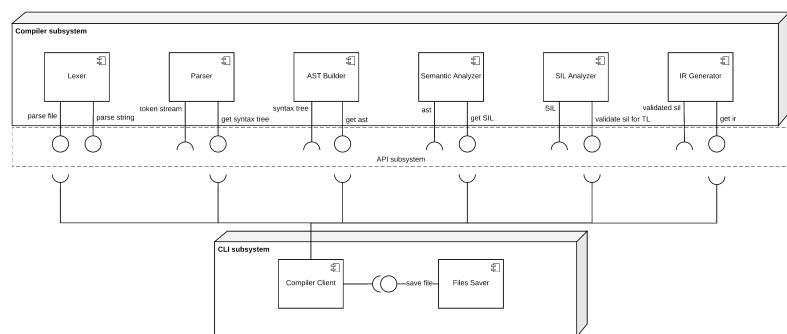 Compiler subsystem
Lexer
Parser
AST Builder
Semantic Analyzer
SIL Analyzer
IR Generator
parse file
parse string
token stream
get syntax tree
syntax tree
get ast
ast
get SIL
SIL
validate sil for TL
validated sil
get ir
API subsystem
CLI subsystem
Compiler Client
save file
Files Saver